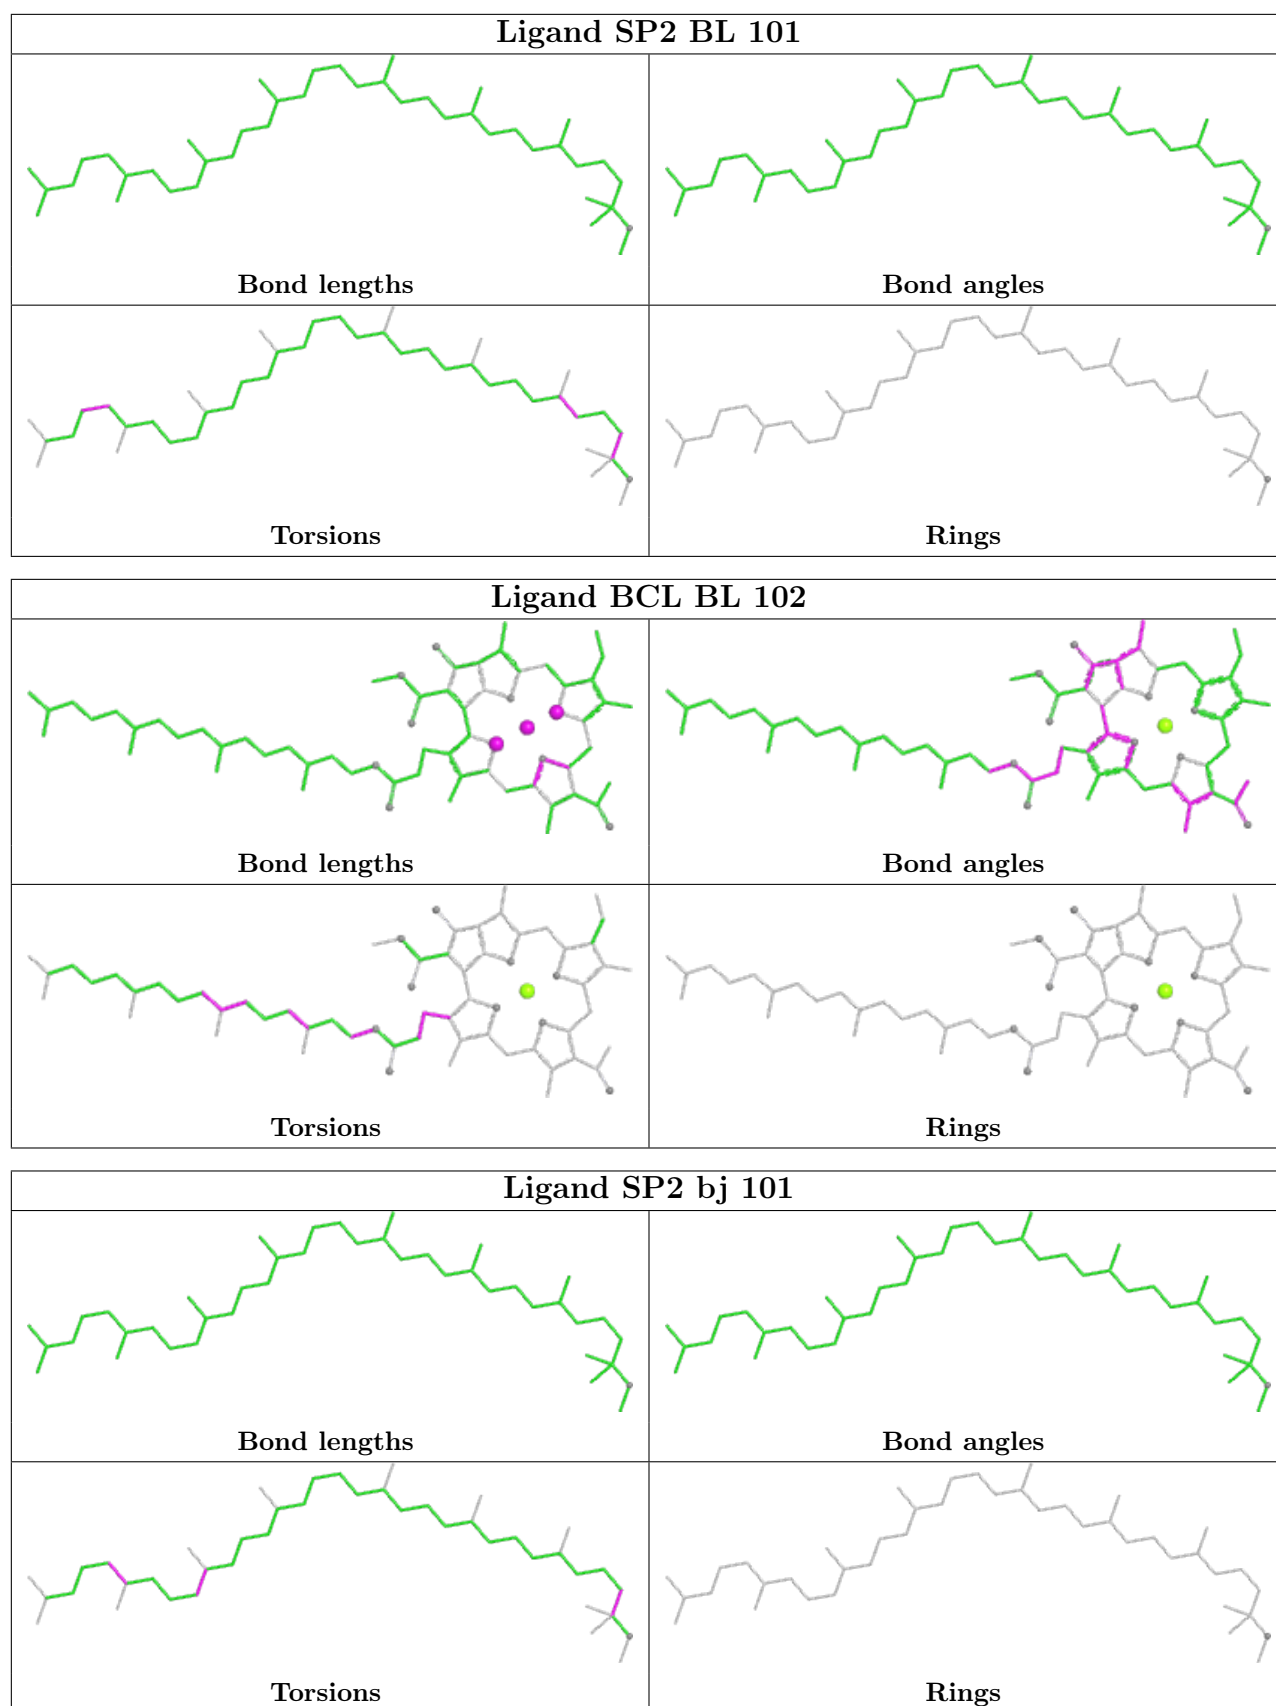 Ligand SP2 BL 101
Bond lengths
Bond angles
Torsions
Rings
Ligand BCL BL 102
Bond lengths
Bond angles
Torsions
Rings
Ligand SP2 bj 101
Bond lengths
Bond angles
Torsions
Rings